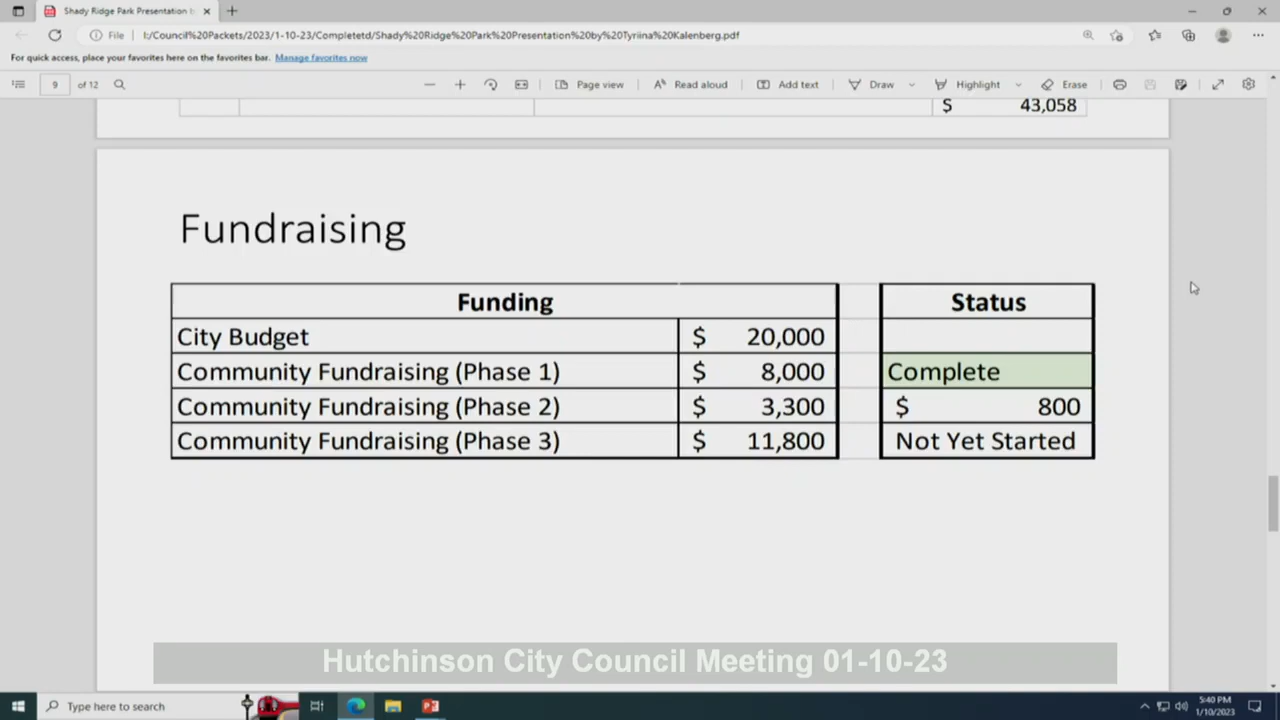 Shady Ridge Park Presentation b
File
I:/Council%20Packets/2023/1-10-23/Completetd/Shady%20Ridge%20Park%20Presentation%20by%20Tyriina%20Kalenberg.pdf
For quick access, place your favorites here on the favorites bar. Manage favorites now
9 of 12
Page view
Read aloud
Add text
Draw
Highlight
Erase
$ 43,058
Fundraising
Funding Status
City Budget $ 20,000
Community Fundraising (Phase 1) $ 8,000 Complete
Community Fundraising (Phase 2) $ 3,300 $ 800
Community Fundraising (Phase 3) $ 11,800 Not Yet Started
Hutchinson City Council Meeting 01-10-23
Type here to search
5:40 PM
1/10/2023